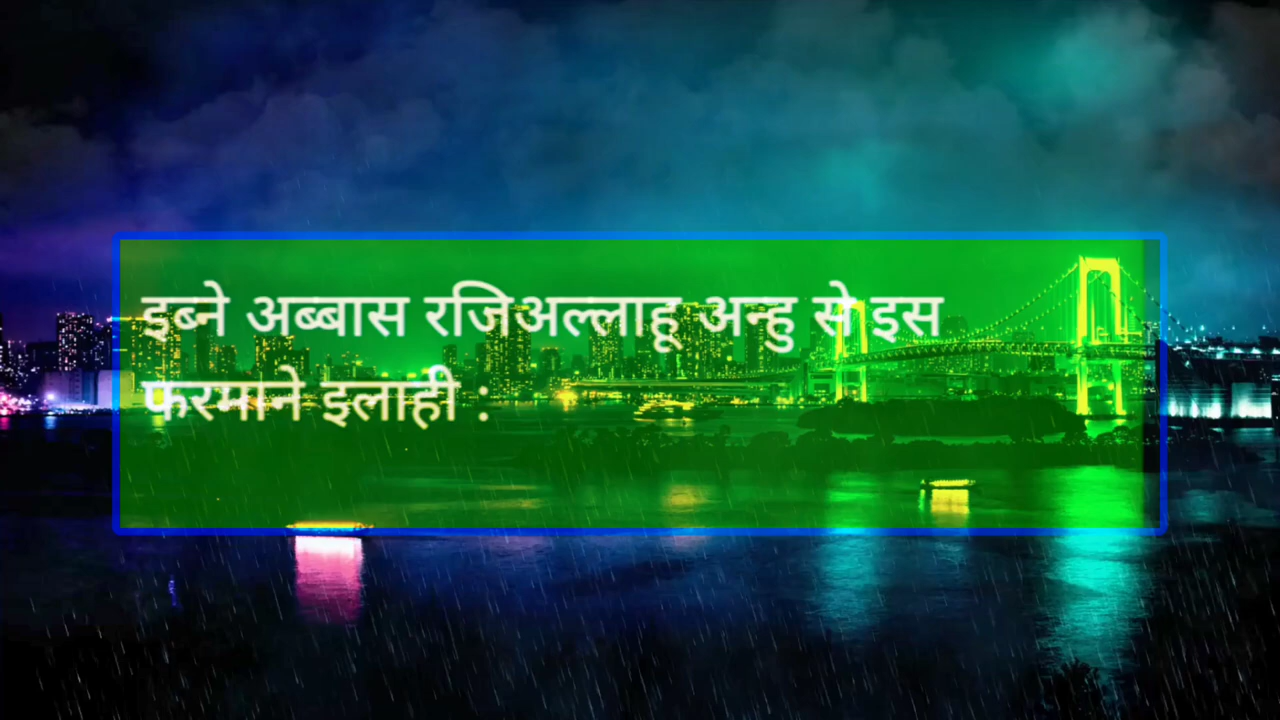 इब्ने अब्बास रजिअल्लाहू अन्हु से इस
फरमाने इलाही :